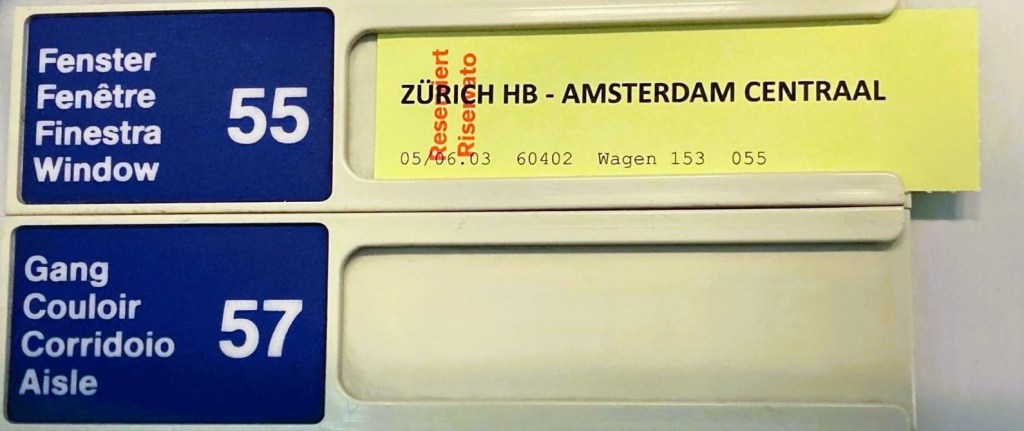 Fenster
Fenêtre
Finestra
Window
55
Reserviert
Riservato
ZÜRICH HB - AMSTERDAM CENTRAAL
05/06.03 60402 Wagen 153 055
Gang
Couloir
Corridoio
Aisle
57